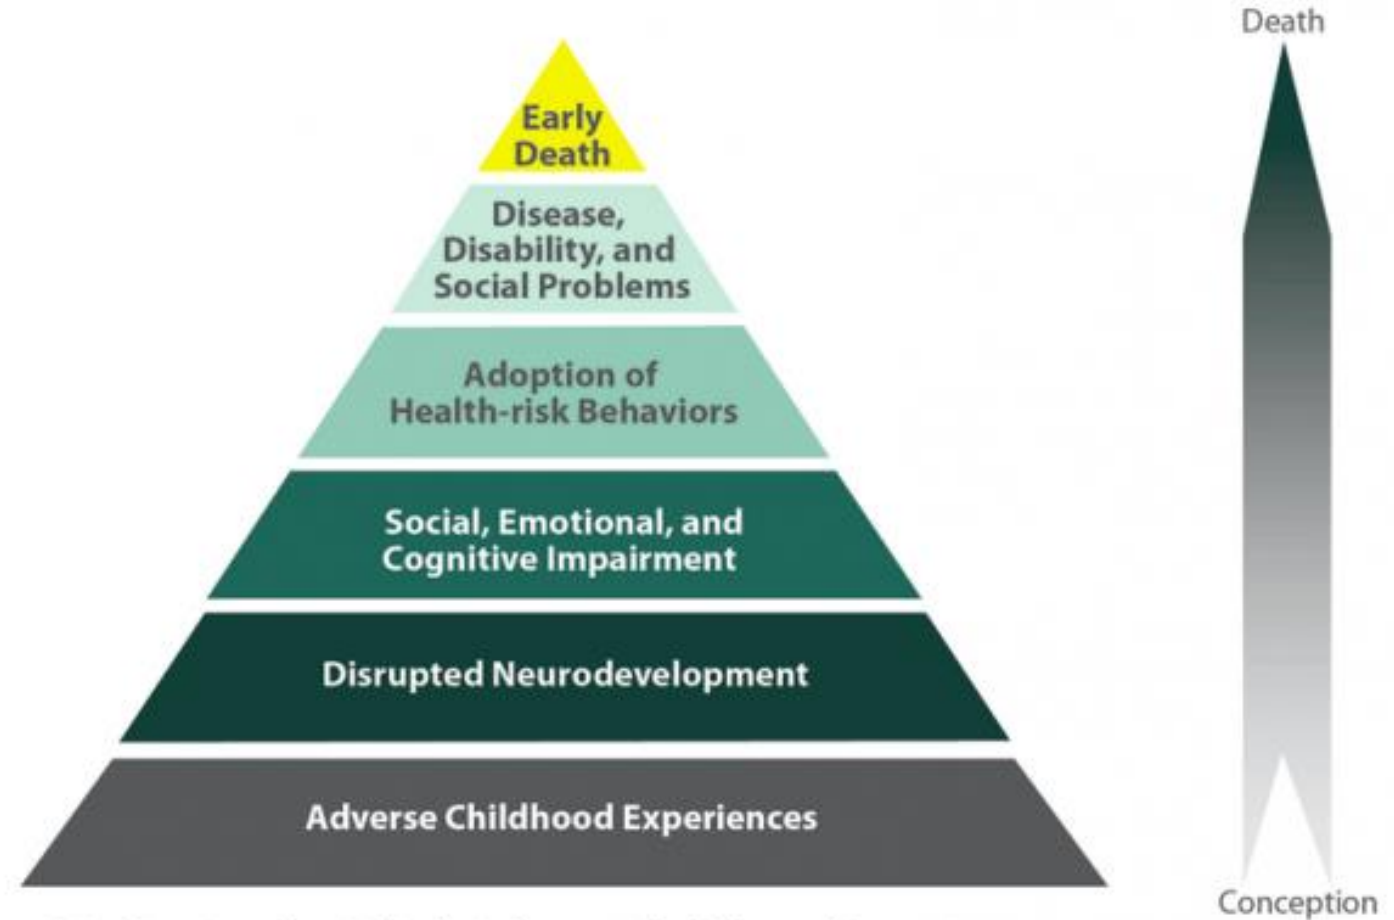 Death
Early
Death
Disease,
Disability, and
Social Problems
Adoption of
Health-risk Behaviors
Social, Emotional, and
Cognitive Impairment
Disrupted Neurodevelopment
Adverse Childhood Experiences
Conception